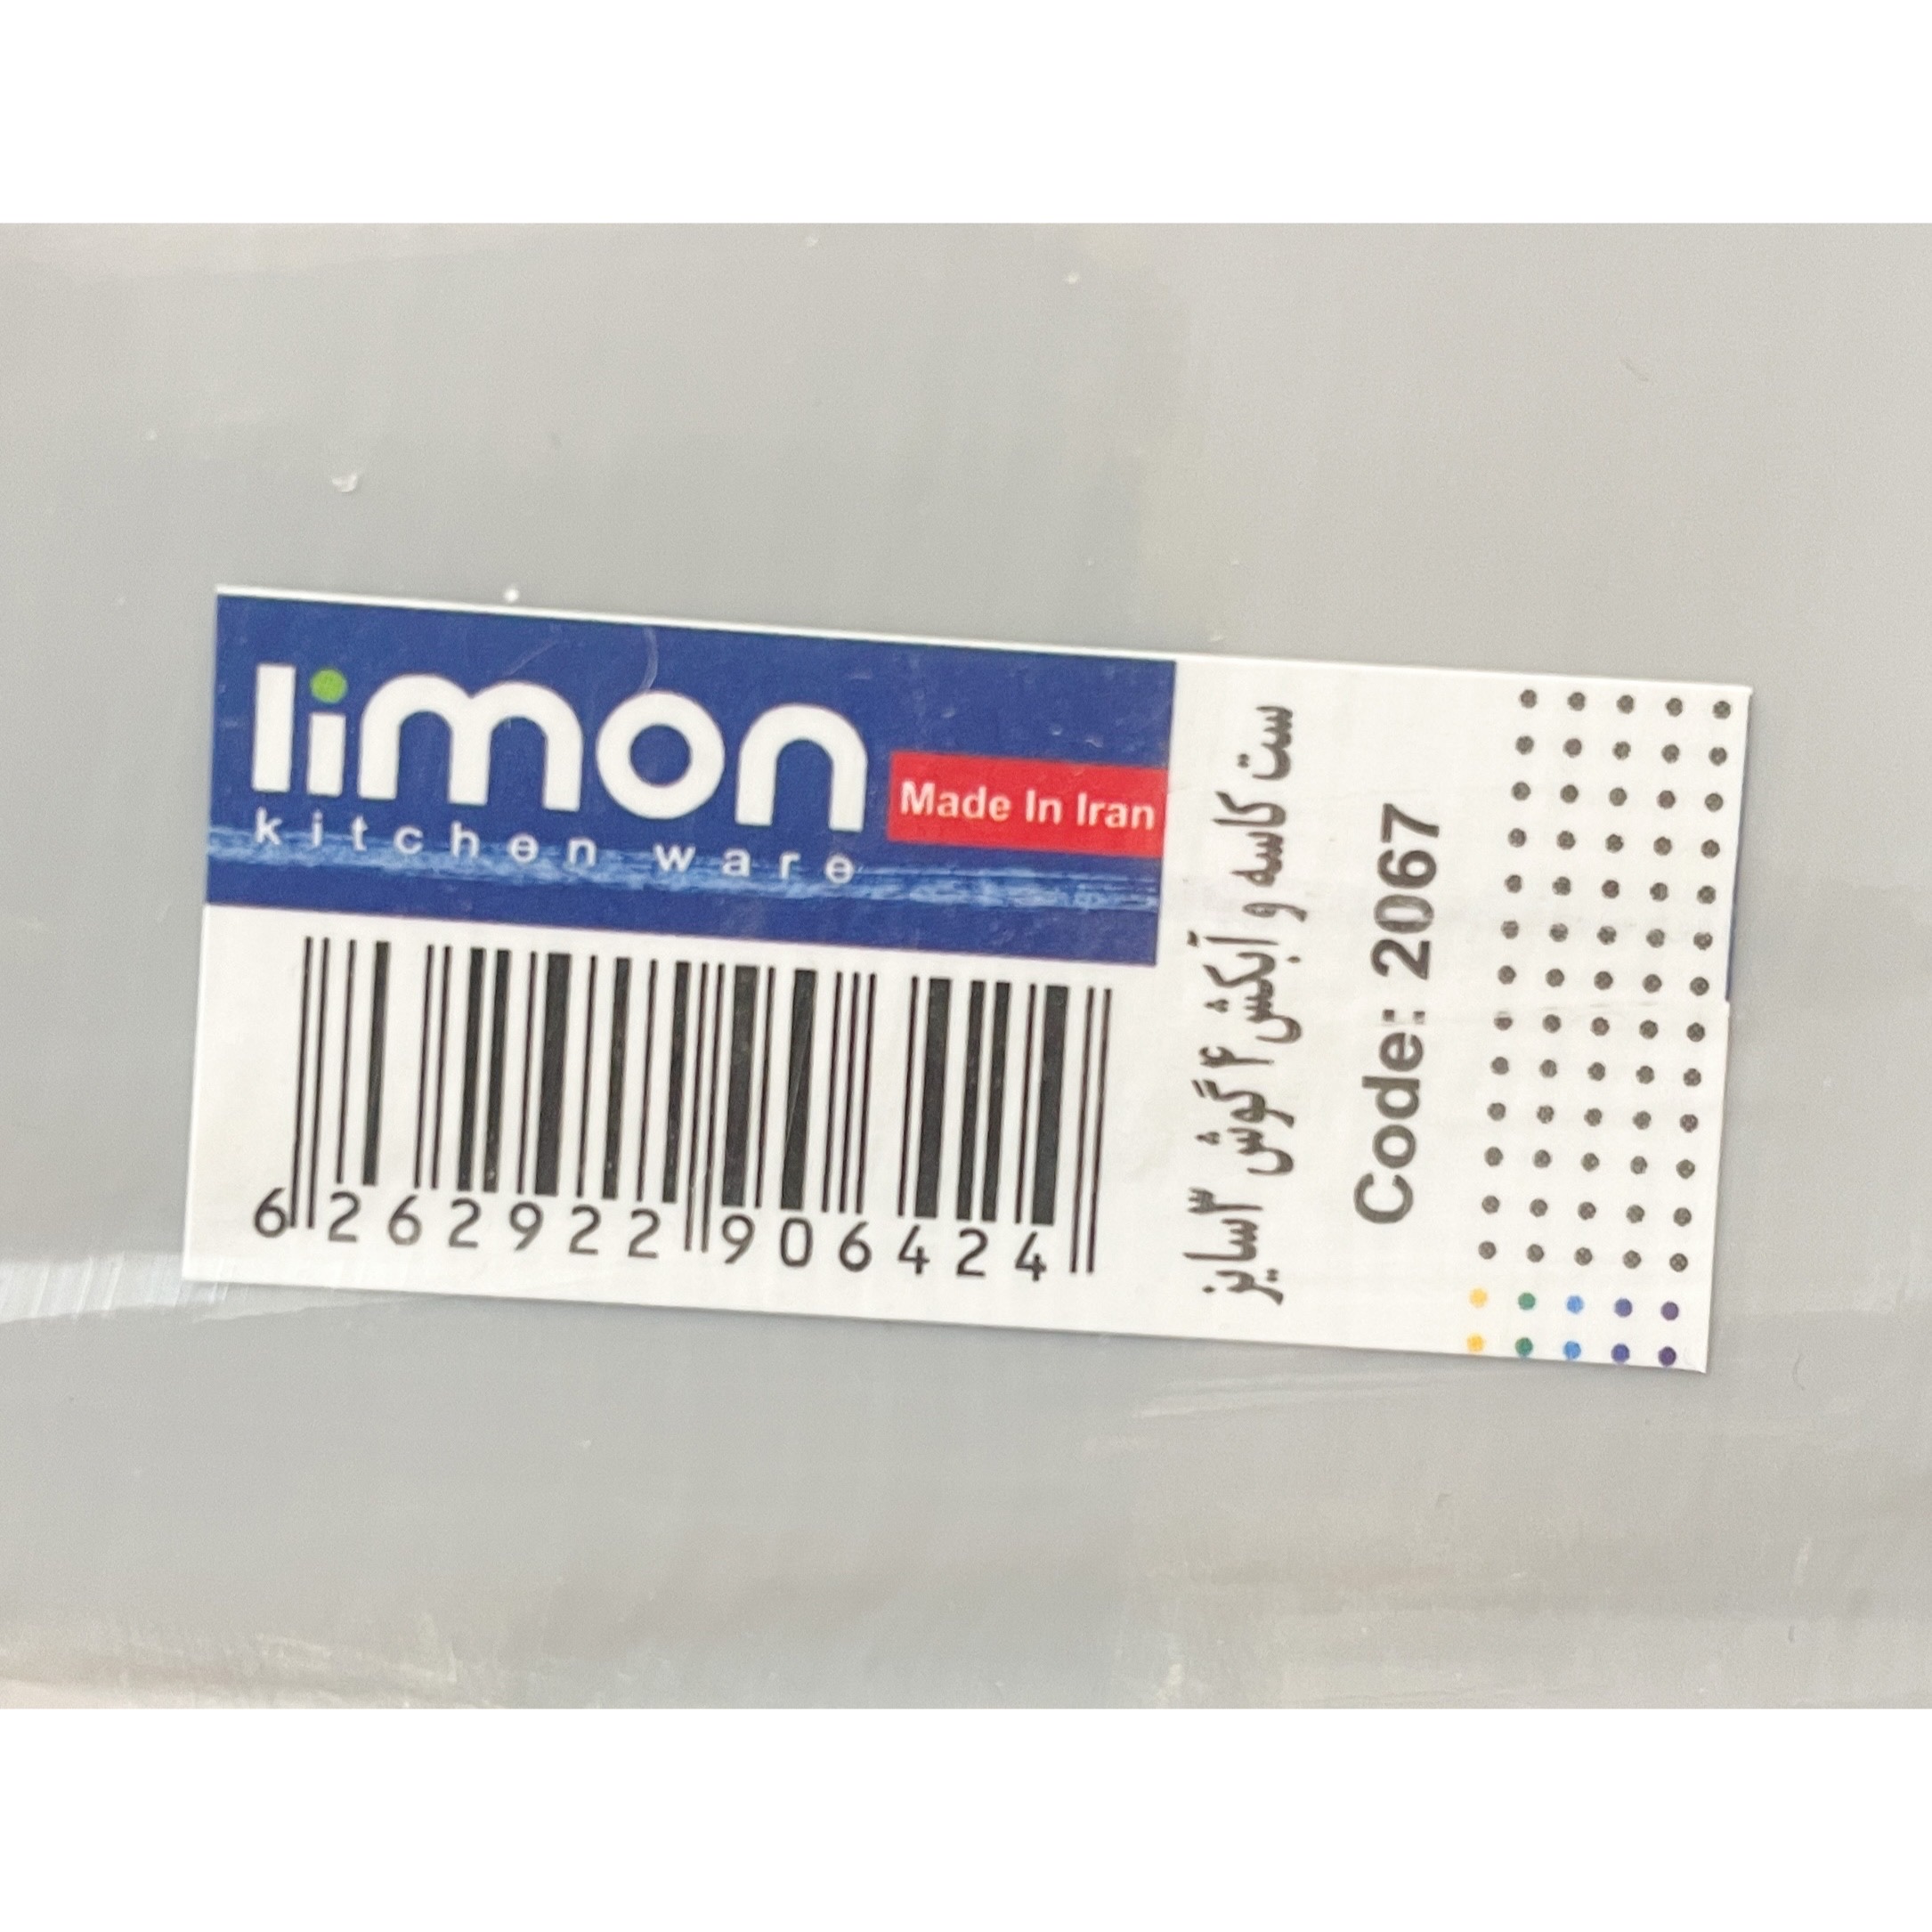 limon
kitchen ware
Made In Iran
6 262922 906424
ست کاسه و آبکش ۴ گوش ۳ سایز
Code: 2067